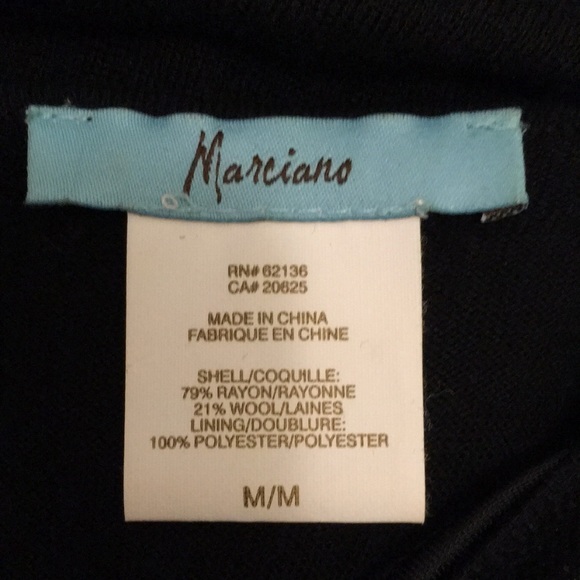 Marciano
RN# 62136
CA# 20625
MADE IN CHINA
FABRIQUE EN CHINE
SHELL/COQUILLE:
79% RAYON/RAYONNE
21% WOOL/LAINES
LINING/DOUBLURE:
100% POLYESTER/POLYESTER
M/M